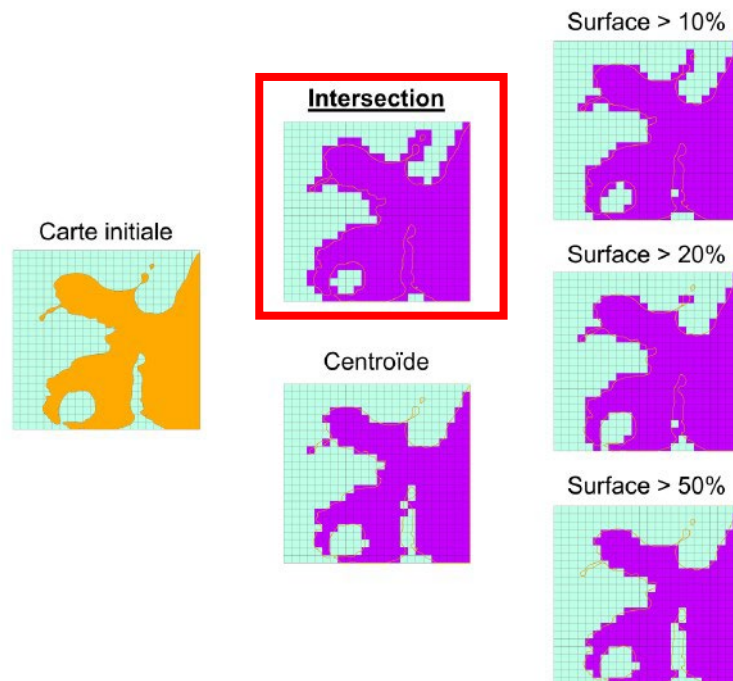 Surface > 10%
Intersection
Carte initiale
Surface > 20%
Centroïde
Surface > 50%